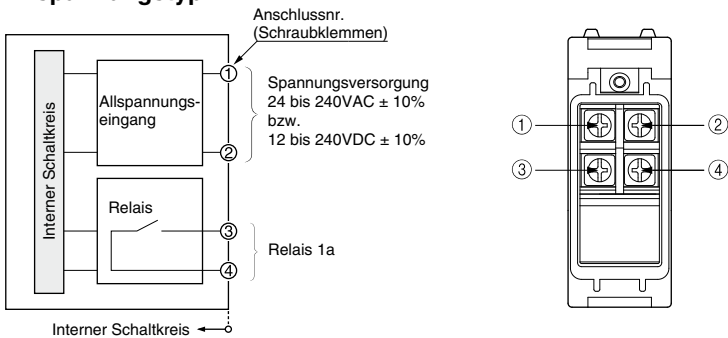 Anschlussnr.
(Schraubklemmen)
①
Allspannungs-
eingang
②
Spannungsversorgung
24 bis 240VAC ± 10%
bzw.
12 bis 240VDC ± 10%
Interner Schaltkreis
Relais
③
④
Relais 1a
Interner Schaltkreis
①
②
③
④